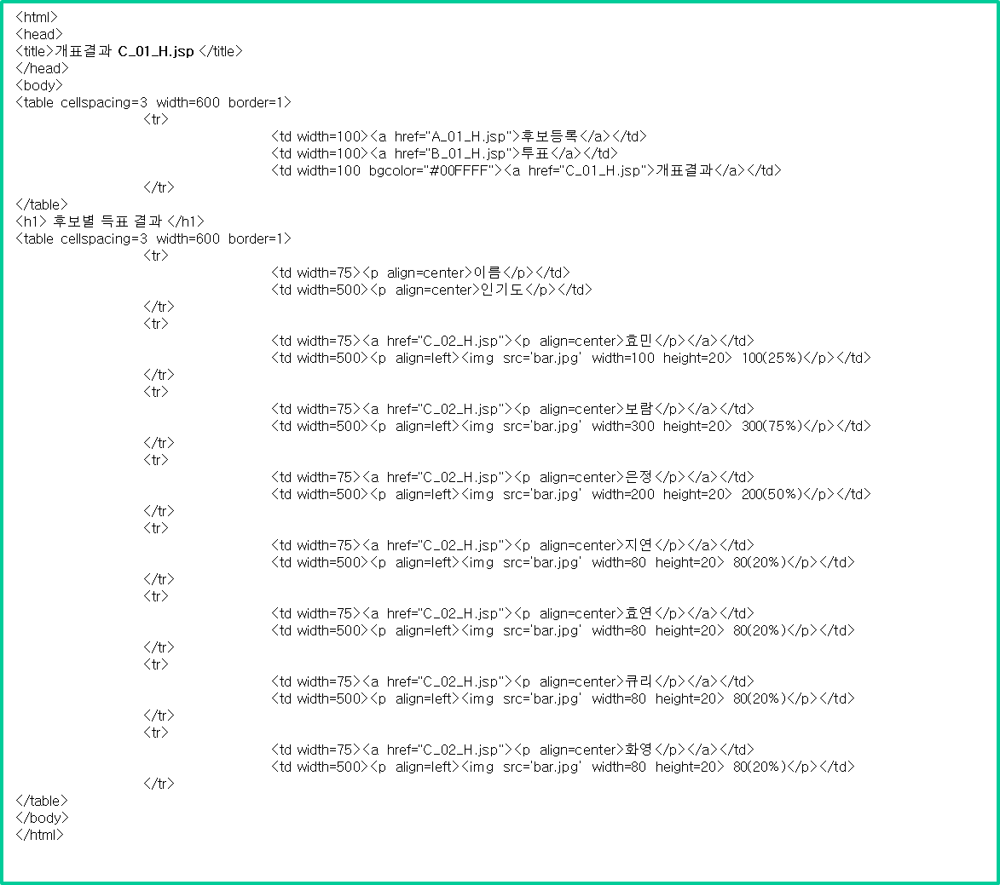 <html>
<head>
<title>개표결과 C_01_H.jsp </title>
</head>
<body>
<table cellspacing=3 width=600 border=1>
<tr>
<td width=100><a href="A_01_H.jsp">후보등록</a></td>
<td width=100><a href="B_01_H.jsp">투표</a></td>
<td width=100 bgcolor="#00FFFF"><a href="C_01_H.jsp">개표결과</a></td>
</tr>
</table>
<h1> 후보별 득표 결과 </h1>
<table cellspacing=3 width=600 border=1>
<tr>
<td width=75><p align=center>이름</p></td>
<td width=500><p align=center>인기도</p></td>
</tr>
<tr>
<td width=75><a href="C_02_H.jsp"><p align=center>효민</p></a></td>
<td width=500><p align=left><img src='bar.jpg' width=100 height=20> 100(25%)</p></td>
</tr>
<tr>
<td width=75><a href="C_02_H.jsp"><p align=center>보람</p></a></td>
<td width=500><p align=left><img src='bar.jpg' width=300 height=20> 300(75%)</p></td>
</tr>
<tr>
<td width=75><a href="C_02_H.jsp"><p align=center>은정</p></a></td>
<td width=500><p align=left><img src='bar.jpg' width=200 height=20> 200(50%)</p></td>
</tr>
<tr>
<td width=75><a href="C_02_H.jsp"><p align=center>지연</p></a></td>
<td width=500><p align=left><img src='bar.jpg' width=80 height=20> 80(20%)</p></td>
</tr>
<tr>
<td width=75><a href="C_02_H.jsp"><p align=center>효연</p></a></td>
<td width=500><p align=left><img src='bar.jpg' width=80 height=20> 80(20%)</p></td>
</tr>
<tr>
<td width=75><a href="C_02_H.jsp"><p align=center>큐리</p></a></td>
<td width=500><p align=left><img src='bar.jpg' width=80 height=20> 80(20%)</p></td>
</tr>
<tr>
<td width=75><a href="C_02_H.jsp"><p align=center>화영</p></a></td>
<td width=500><p align=left><img src='bar.jpg' width=80 height=20> 80(20%)</p></td>
</tr>
</table>
</body>
</html>